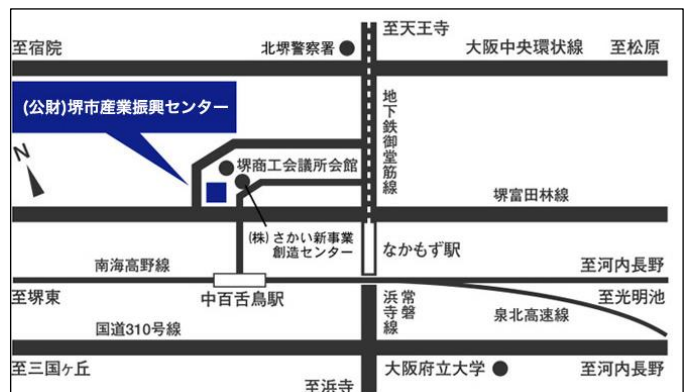 至天王寺
至宿院
北堺警察署
大阪中央環状線
至松原
(公財)堺市産業振興センター
地下鉄御堂筋線
N
堺商工会議所会館
堺富田林線
(株)さかい新事業
創造センター
なかもず駅
南海高野線
至河内長野
至堺東
中百舌鳥駅
常磐
浜寺線
至光明池
泉北高速線
国道310号線
至三国ヶ丘
大阪府立大学
至河内長野
至浜寺